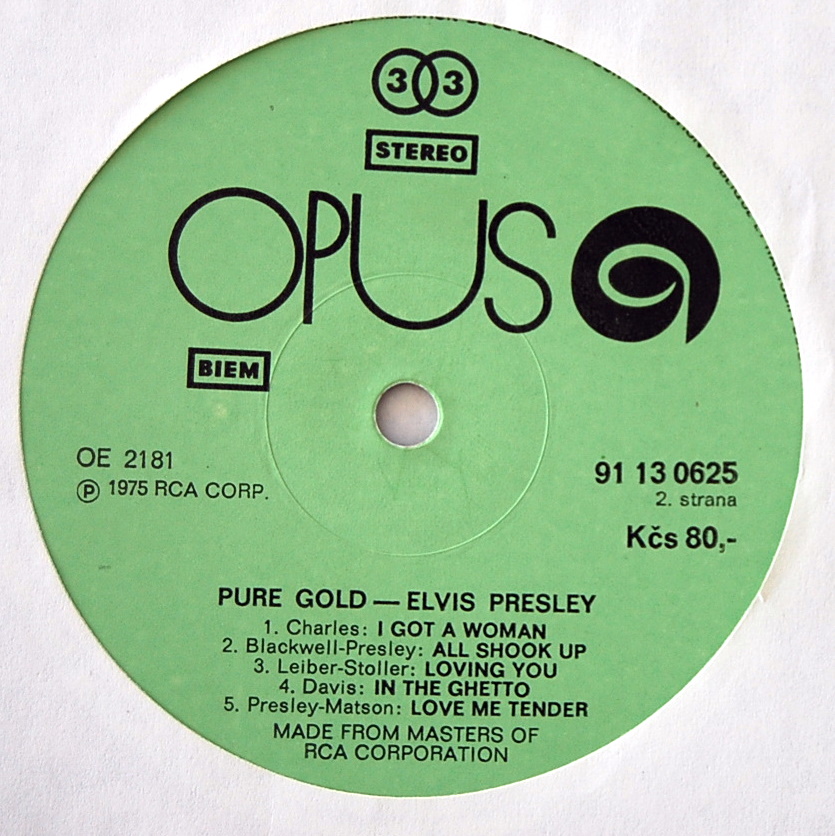 33
STEREO
OPUS
BIEM
OE 2181
Ⓟ 1975 RCA CORP.
91 13 0625
2. strana
Kčs 80,-
PURE GOLD — ELVIS PRESLEY
1. Charles: I GOT A WOMAN
2. Blackwell-Presley: ALL SHOOK UP
3. Leiber-Stoller: LOVING YOU
4. Davis: IN THE GHETTO
5. Presley-Matson: LOVE ME TENDER
MADE FROM MASTERS OF
RCA CORPORATION